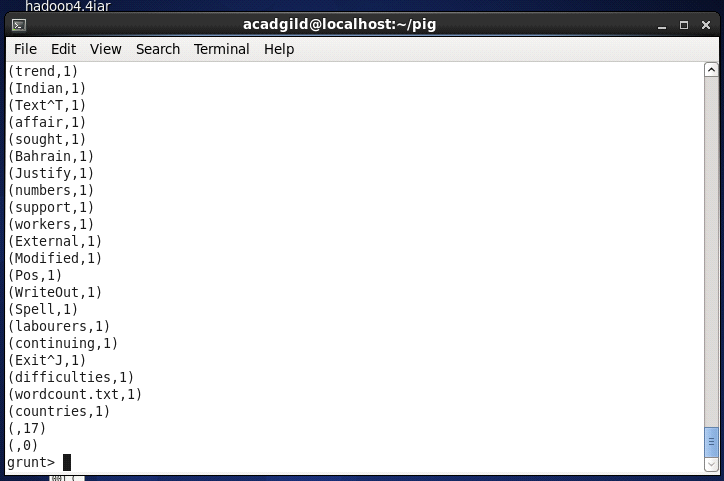 hadoop4.4jar
acadgild@localhost:~/pig
File Edit View Search Terminal Help
(trend,1)
(Indian,1)
(Text^T,1)
(affair,1)
(sought,1)
(Bahrain,1)
(Justify,1)
(numbers,1)
(support,1)
(workers,1)
(External,1)
(Modified,1)
(Pos,1)
(WriteOut,1)
(Spell,1)
(labourers,1)
(continuing,1)
(Exit^J,1)
(difficulties,1)
(wordcount.txt,1)
(countries,1)
(,17)
(,0)
grunt>